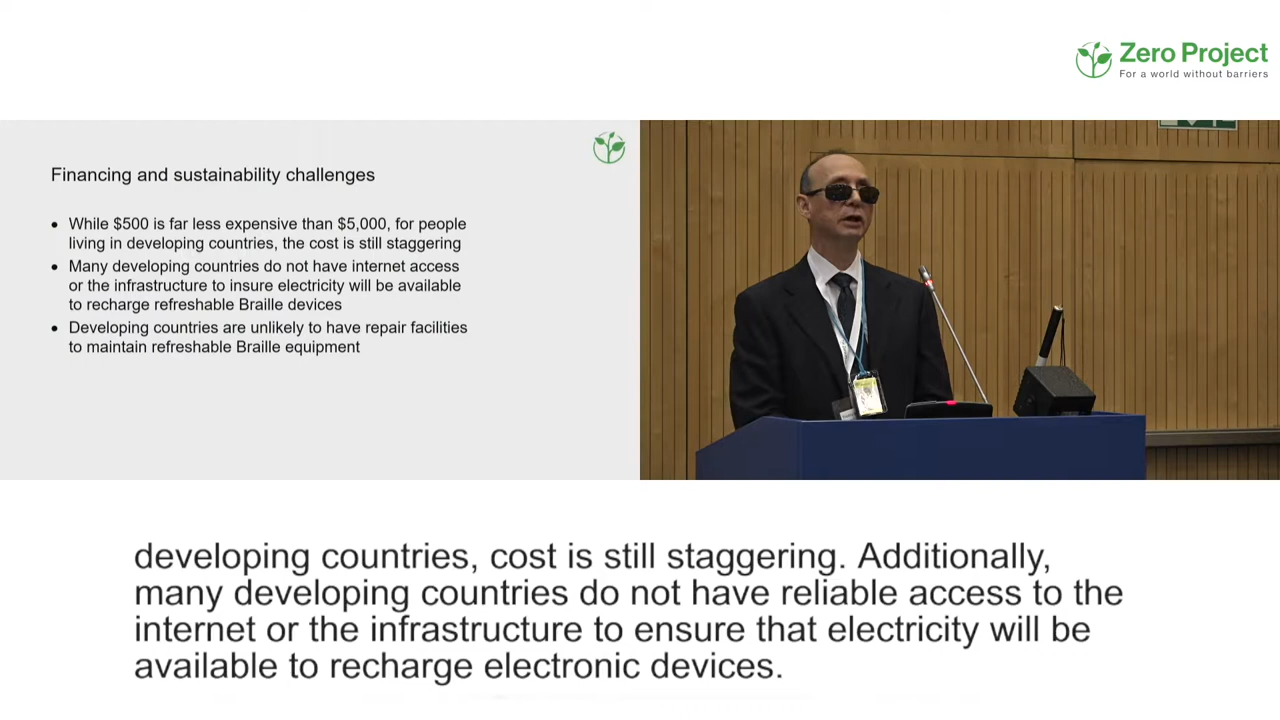 Zero Project
For a world without barriers
Financing and sustainability challenges
• While $500 is far less expensive than $5,000, for people
living in developing countries, the cost is still staggering
• Many developing countries do not have internet access
or the infrastructure to insure electricity will be available
to recharge refreshable Braille devices
• Developing countries are unlikely to have repair facilities
to maintain refreshable Braille equipment
developing countries, cost is still staggering. Additionally,
many developing countries do not have reliable access to the
internet or the infrastructure to ensure that electricity will be
available to recharge electronic devices.